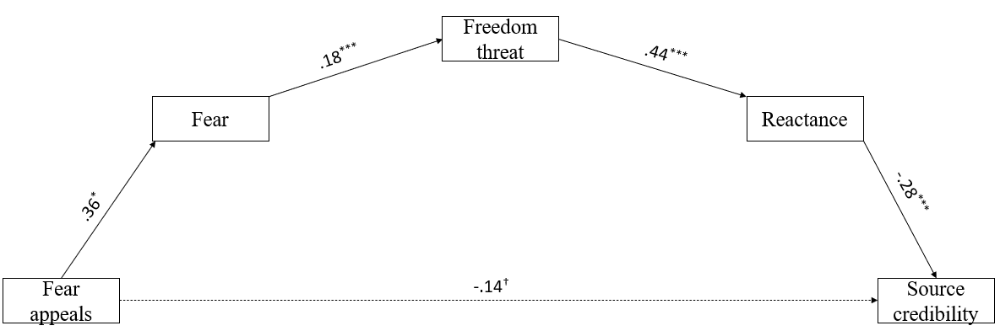 Freedom
threat
.18***
.44***
Fear
Reactance
.36*
-.28***
-.14†
Fear
appeals
Source
credibility